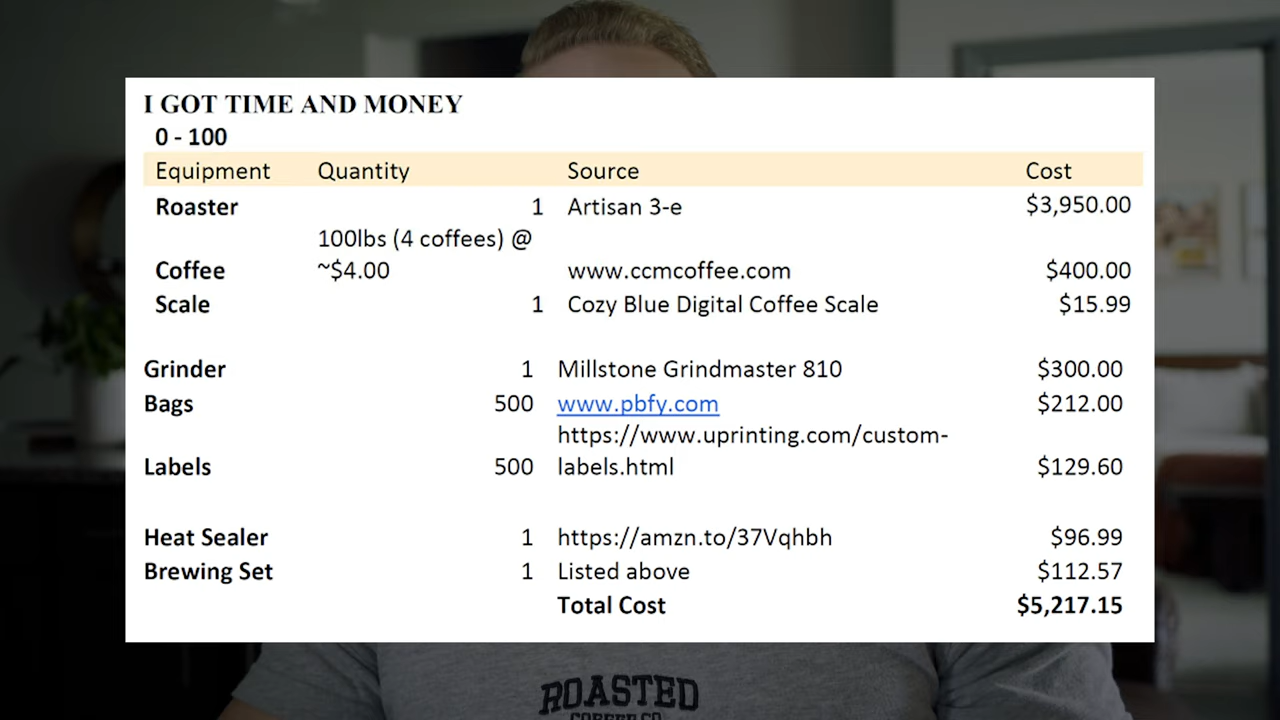 I GOT TIME AND MONEY
0 - 100
Equipment Quantity Source Cost
Roaster 1 Artisan 3-e $3,950.00
100lbs (4 coffees) @
Coffee ~$4.00 www.ccmcoffee.com $400.00
Scale 1 Cozy Blue Digital Coffee Scale $15.99
Grinder 1 Millstone Grindmaster 810 $300.00
Bags 500 www.pbfy.com $212.00
https://www.uprinting.com/custom-
Labels 500 labels.html $129.60
Heat Sealer 1 https://amzn.to/37Vqhbh $96.99
Brewing Set 1 Listed above $112.57
Total Cost $5,217.15
ROASTED
COFFEE CO